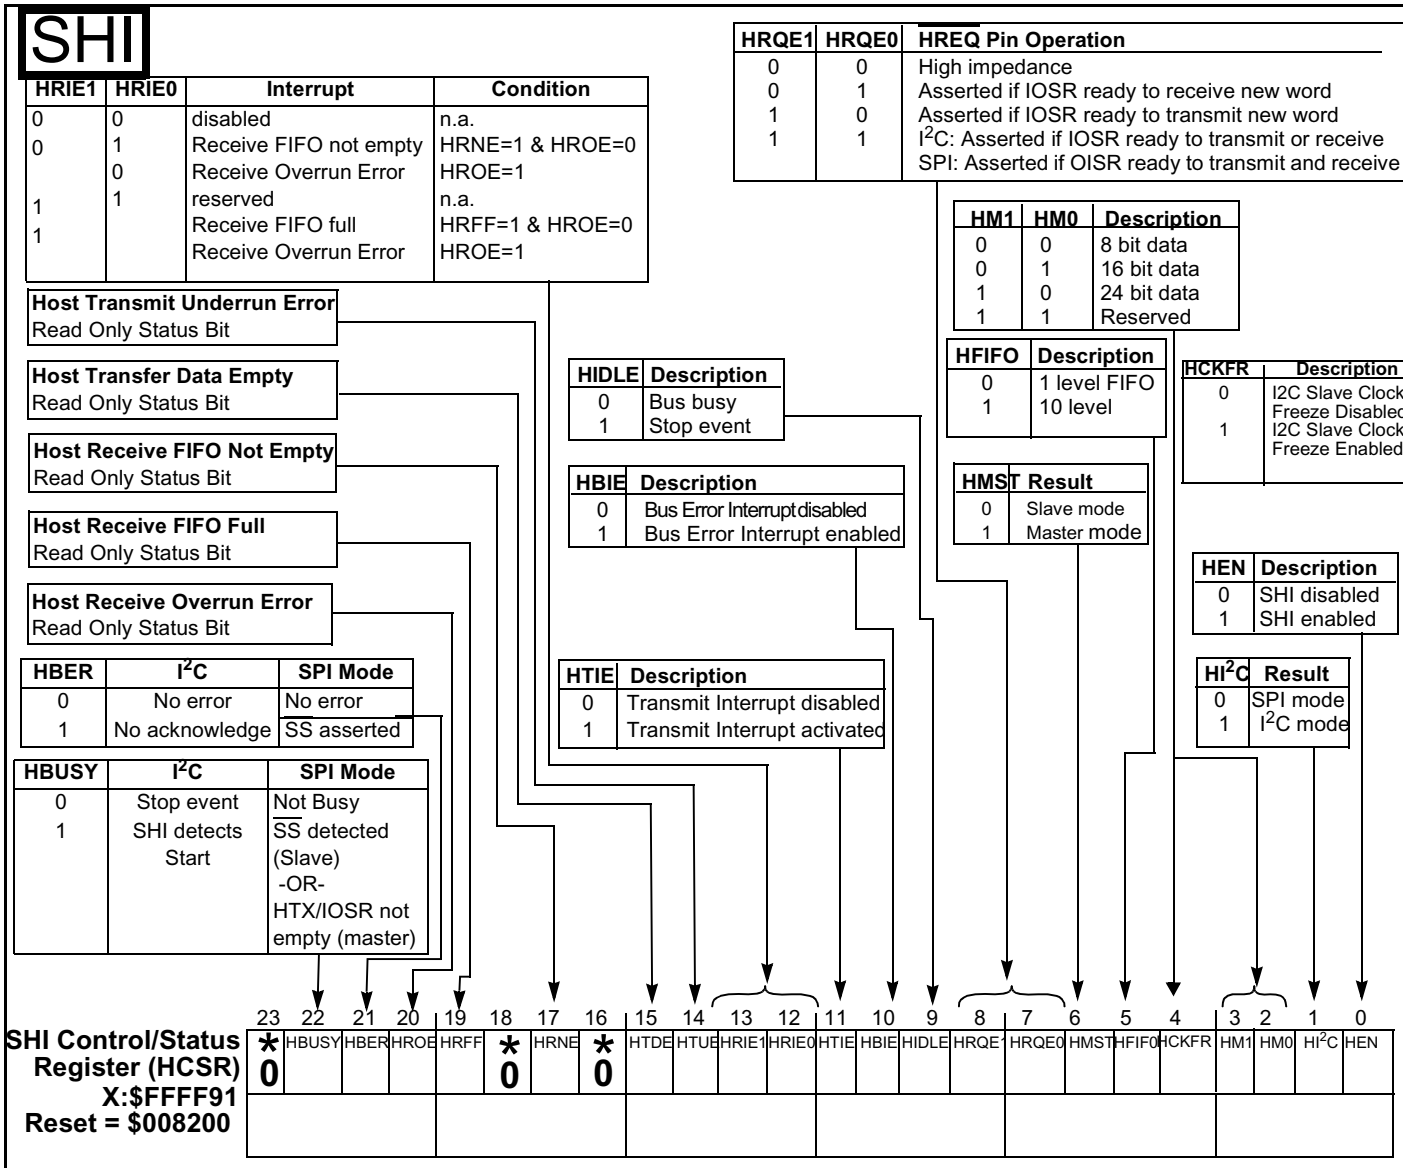 SHI
HRIE1 HRIE0 Interrupt Condition
0 0 disabled n.a.
0 1 Receive FIFO not empty HRNE=1 & HROE=0
0 Receive Overrun Error HROE=1
1 1 reserved n.a.
1 Receive FIFO full HRFF=1 & HROE=0
Receive Overrun Error HROE=1
HRQE1 HRQE0 HREQ Pin Operation
0 0 High impedance
0 1 Asserted if IOSR ready to receive new word
1 0 Asserted if IOSR ready to transmit new word
1 1 I2C: Asserted if IOSR ready to transmit or receive
SPI: Asserted if OISR ready to transmit and receive
HM1 HM0 Description
0 0 8 bit data
0 1 16 bit data
1 0 24 bit data
1 1 Reserved
Host Transmit Underrun Error
Read Only Status Bit
Host Transfer Data Empty
Read Only Status Bit
Host Receive FIFO Not Empty
Read Only Status Bit
Host Receive FIFO Full
Read Only Status Bit
Host Receive Overrun Error
Read Only Status Bit
HIDLE Description
0 Bus busy
1 Stop event
HFIFO Description
0 1 level FIFO
1 10 level
HCKFR Description
0 I2C Slave Clock
Freeze Disabled
1 I2C Slave Clock
Freeze Enabled
HBIE Description
0 Bus Error Interrupt disabled
1 Bus Error Interrupt enabled
HMST Result
0 Slave mode
1 Master mode
HEN Description
0 SHI disabled
1 SHI enabled
HBER I2C SPI Mode
0 No error No error
1 No acknowledge SS asserted
HTIE Description
0 Transmit Interrupt disabled
1 Transmit Interrupt activated
HI2C Result
0 SPI mode
1 I2C mode
HBUSY I2C SPI Mode
0 Stop event Not Busy
1 SHI detects SS detected
Start (Slave)
-OR-
HTX/IOSR not
empty (master)
23 22 21 20 19 18 17 16 15 14 13 12 11 10 9 8 7 6 5 4 3 2 1 0
SHI Control/Status * HBUSY HBER HROE HRFF * HRNE * HTDE HTUE HRIE1 HRIE0 HTIE HBIE HIDLE HRQE1 HRQE0 HMST HFIF0 HCKFR HM1 HM0 HI2C HEN
Register (HCSR) 0 0 0
X:$FFFF91
Reset = $008200